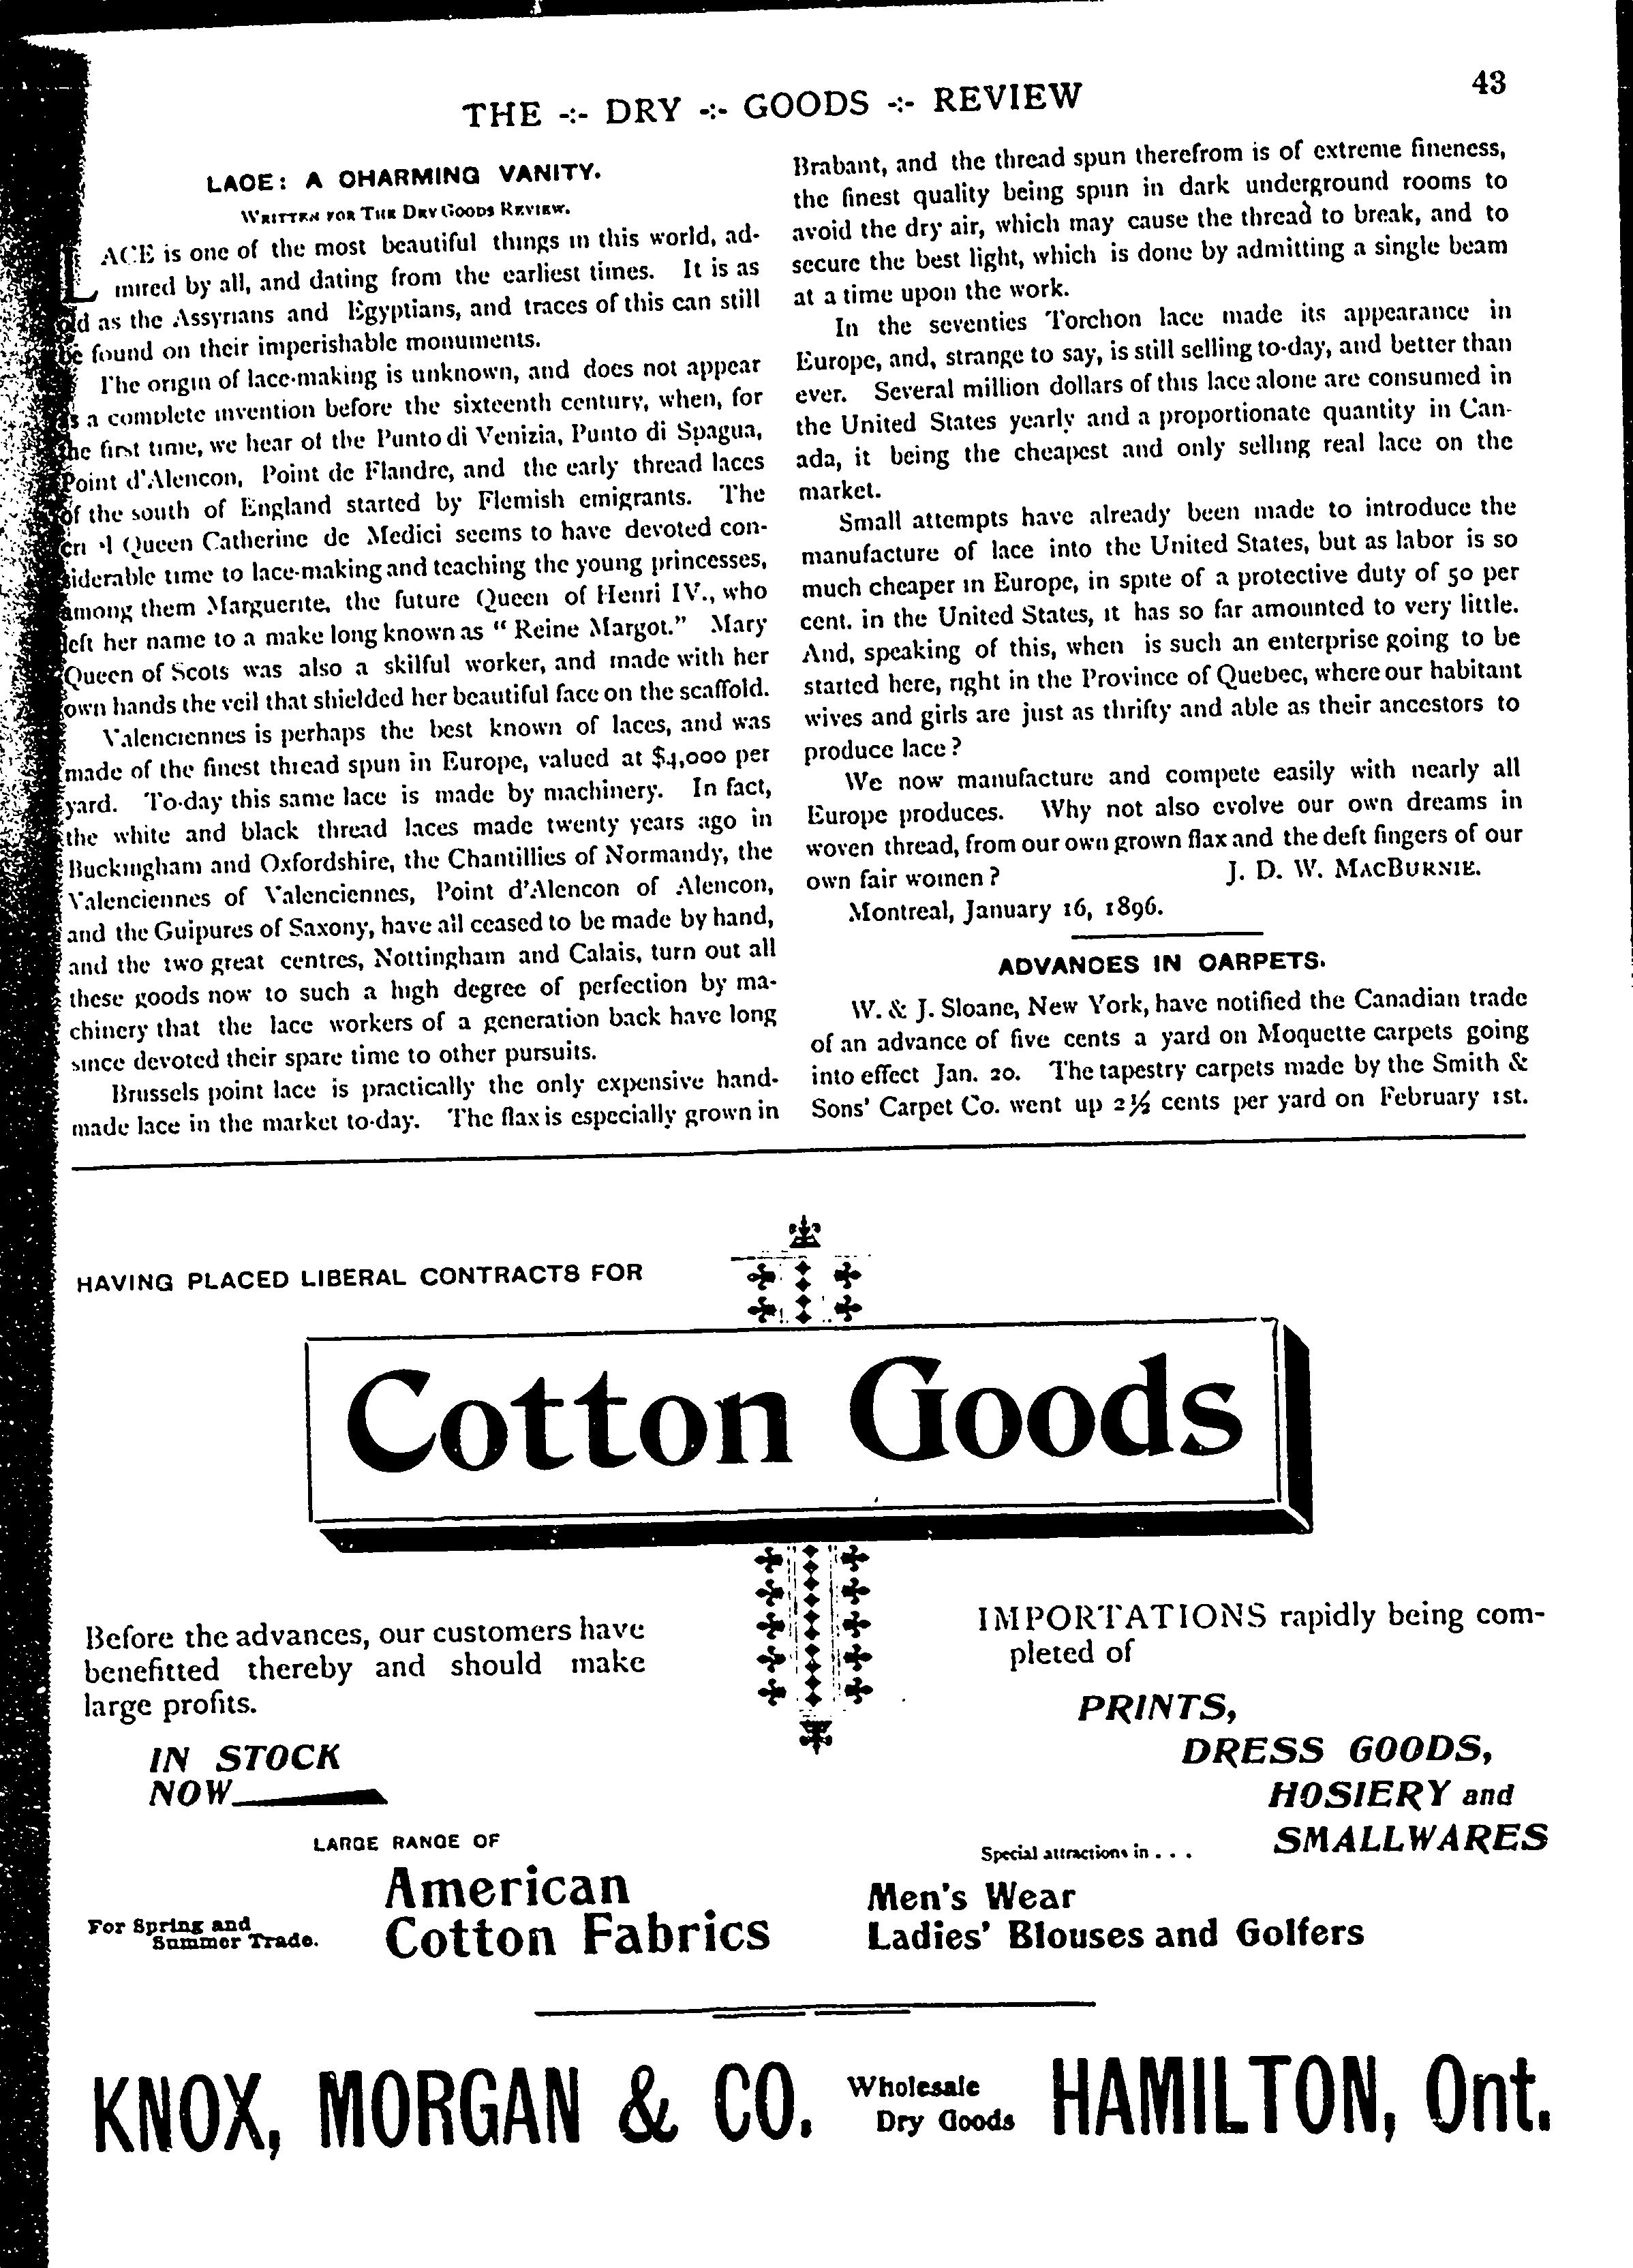 THE -:- DRY -:- GOODS -:- REVIEW 43
LACE: A CHARMING VANITY.
WRITTEN FOR THE DRY GOODS REVIEW.
LACE is one of the most beautiful things in this world, ad-
mired by all, and dating from the earliest times. It is as
old as the Assyrians and Egyptians, and traces of this can still
be found on their imperishable monuments.
The origin of lace-making is unknown, and does not appear
as a complete invention before the sixteenth century, when, for
the first time, we hear of the Punto di Venizia, Punto di Spagua,
Point d'Alencon, Point de Flandre, and the early thread laces
of the south of England started by Flemish emigrants. The
Queen Catherine de Medici seems to have devoted con-
siderable time to lace-making and teaching the young princesses,
among them Marguerite, the future Queen of Henri IV., who
left her name to a make long known as "Reine Margot." Mary
Queen of Scots was also a skilful worker, and made with her
own hands the veil that shielded her beautiful face on the scaffold.
Valenciennes is perhaps the best known of laces, and was
made of the finest thread spun in Europe, valued at $4,000 per
yard. To-day this same lace is made by machinery. In fact,
the white and black thread laces made twenty years ago in
Buckingham and Oxfordshire, the Chantillies of Normandy, the
Valenciennes of Valenciennes, Point d'Alencon of Alencon,
and the Guipures of Saxony, have all ceased to be made by hand,
and the two great centres, Nottingham and Calais, turn out all
these goods now to such a high degree of perfection by ma-
chinery that the lace workers of a generation back have long
since devoted their spare time to other pursuits.
Brussels point lace is practically the only expensive hand-
made lace in the market to-day. The flax is especially grown in
Brabant, and the thread spun therefrom is of extreme fineness,
the finest quality being spun in dark underground rooms to
avoid the dry air, which may cause the thread to break, and to
secure the best light, which is done by admitting a single beam
at a time upon the work.
In the seventies Torchon lace made its appearance in
Europe, and, strange to say, is still selling to-day, and better than
ever. Several million dollars of this lace alone are consumed in
the United States yearly and a proportionate quantity in Can-
ada, it being the cheapest and only selling real lace on the
market.
Small attempts have already been made to introduce the
manufacture of lace into the United States, but as labor is so
much cheaper in Europe, in spite of a protective duty of 50 per
cent. in the United States, it has so far amounted to very little.
And, speaking of this, when is such an enterprise going to be
started here, right in the Province of Quebec, where our habitant
wives and girls are just as thrifty and able as their ancestors to
produce lace?
We now manufacture and compete easily with nearly all
Europe produces. Why not also evolve our own dreams in
woven thread, from our own grown flax and the deft fingers of our
own fair women? J. D. W. MACBURNIE.
Montreal, January 16, 1896.
ADVANCES IN CARPETS.
W. & J. Sloane, New York, have notified the Canadian trade
of an advance of five cents a yard on Moquette carpets going
into effect Jan. 20. The tapestry carpets made by the Smith &
Sons' Carpet Co. went up 2½ cents per yard on February 1st.
HAVING PLACED LIBERAL CONTRACTS FOR
Cotton Goods
Before the advances, our customers have
benefitted thereby and should make
large profits.
IN STOCK
NOW
LARGE RANGE OF
For Spring and
Summer Trade.
American
Cotton Fabrics
IMPORTATIONS rapidly being com-
pleted of
PRINTS,
DRESS GOODS,
HOSIERY and
SMALLWARES
Special attractions in . . .
Men's Wear
Ladies' Blouses and Golfers
KNOX, MORGAN & CO. Wholesale Dry Goods HAMILTON, Ont.